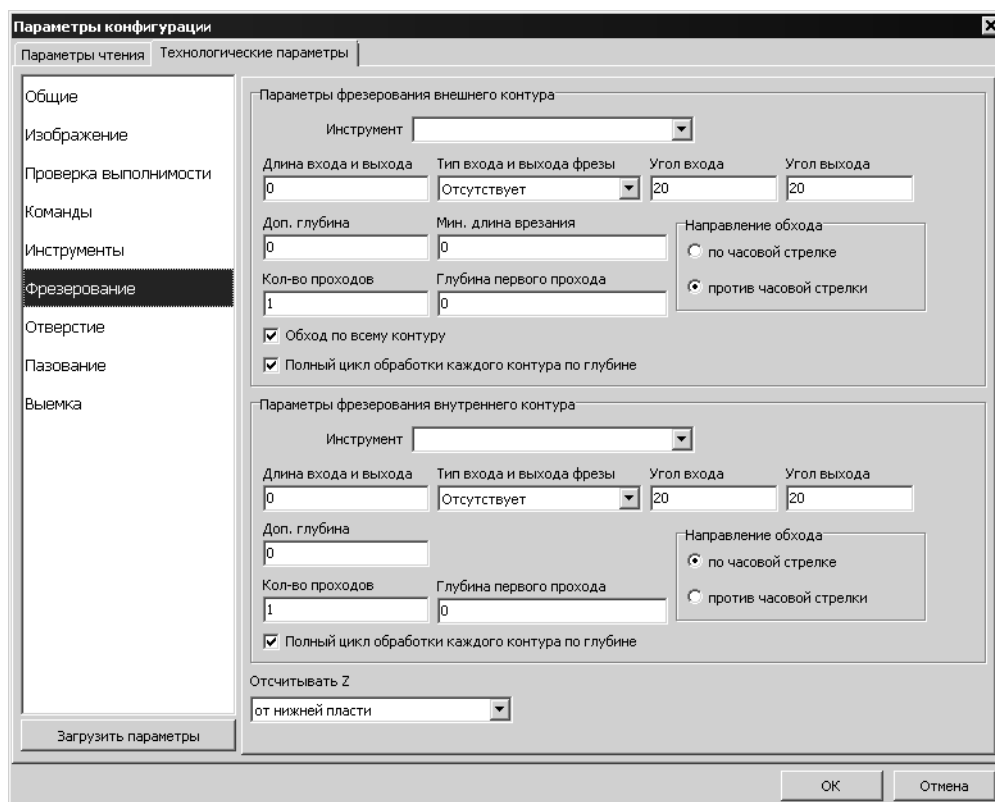 Параметры конфигурации
Параметры чтения Технологические параметры
Общие
Изображение
Проверка выполнимости
Команды
Инструменты
Фрезерование
Отверстие
Пазование
Выемка
Загрузить параметры
Параметры фрезерования внешнего контура
Инструмент
Длина входа и выхода Тип входа и выхода фрезы Угол входа Угол выхода
0 Отсутствует 20 20
Доп. глубина Мин. длина врезания
0 0
Направление обхода
по часовой стрелке
против часовой стрелки
Кол-во проходов Глубина первого прохода
1 0
Обход по всему контуру
Полный цикл обработки каждого контура по глубине
Параметры фрезерования внутреннего контура
Инструмент
Длина входа и выхода Тип входа и выхода фрезы Угол входа Угол выхода
0 Отсутствует 20 20
Доп. глубина
0
Направление обхода
по часовой стрелке
против часовой стрелки
Кол-во проходов Глубина первого прохода
1 0
Полный цикл обработки каждого контура по глубине
Отсчитывать Z
от нижней пласти
OK Отмена